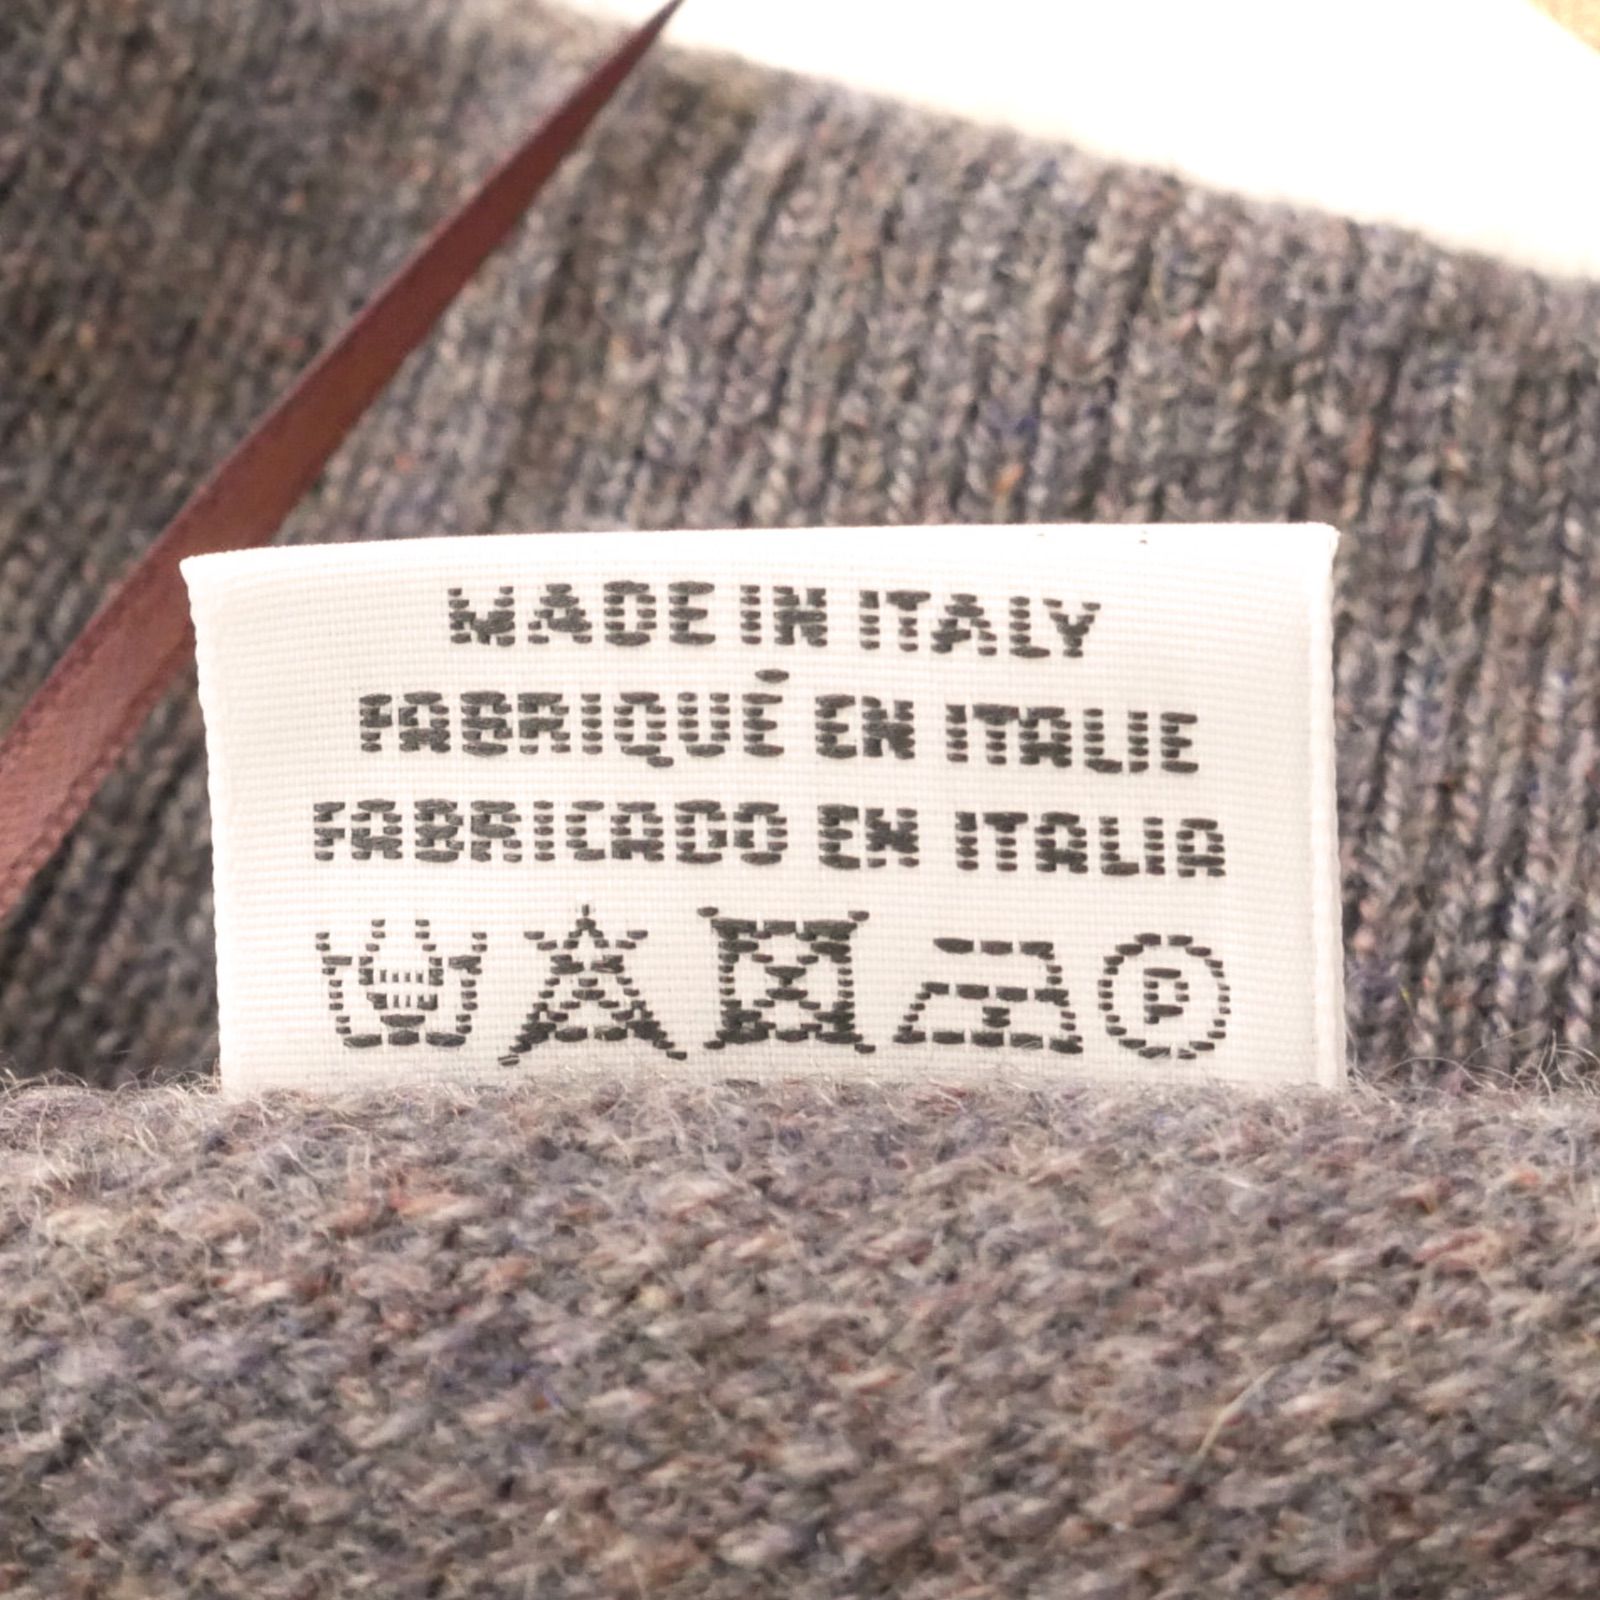 MADE IN ITALY
FABRIQUÉ EN ITALIE
FABRICADO EN ITALIA
P